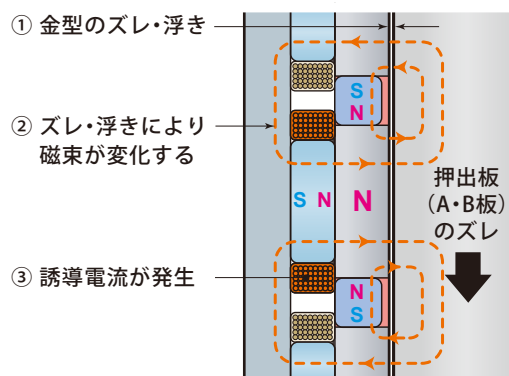 ① 金型のズレ・浮き
② ズレ・浮きにより
磁束が変化する
③ 誘導電流が発生
S
N
S N
N
N
S
押出板
（A・B板）
のズレ